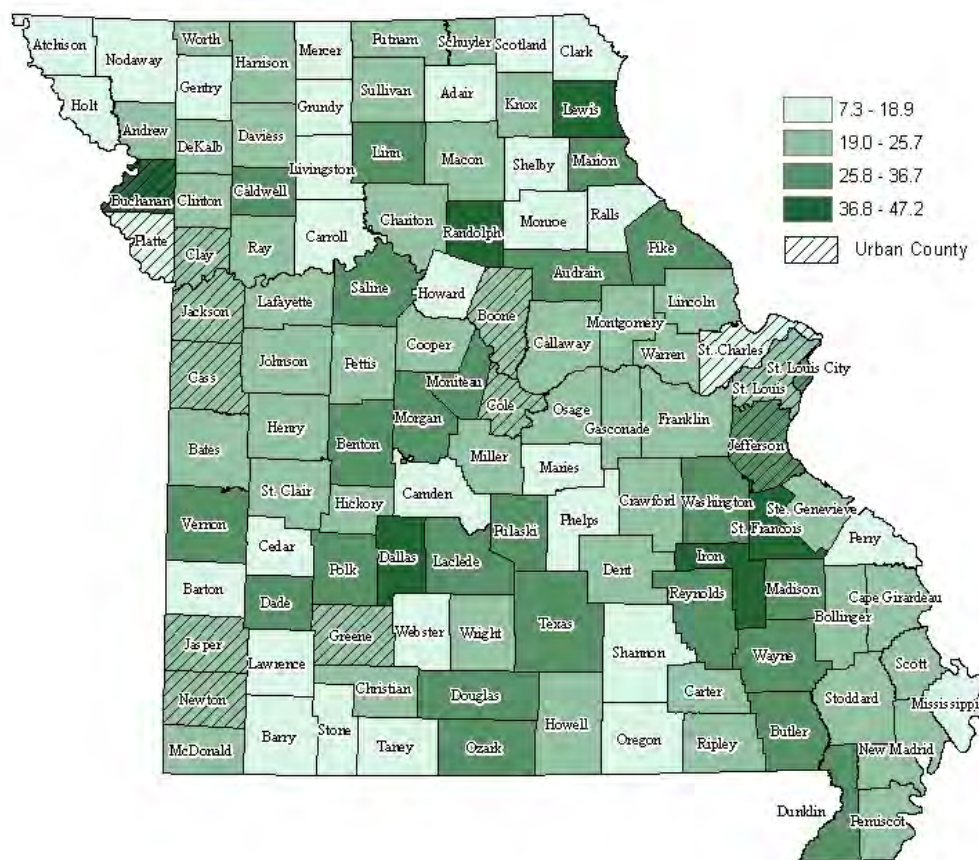 Atchison
Nodaway
Worth
Harrison
Mercer
Putnam
Schuyler
Scotland
Clark
Gentry
Holt
Andrew
DeKalb
Daviess
Grundy
Sullivan
Adair
Knox
Lewis
Buchanan
Clinton
Caldwell
Livingston
Linn
Macon
Shelby
Marion
Platte
Clay
Ray
Carroll
Chariton
Randolph
Monroe
Ralls
Pike
Jackson
Lafayette
Saline
Howard
Boone
Audrain
Callaway
Montgomery
Lincoln
Warren
St. Charles
St. Louis City
St. Louis
Cass
Johnson
Pettis
Cooper
Moniteau
Cole
Osage
Gasconade
Franklin
Jefferson
Bates
Henry
Benton
Morgan
Miller
Maries
Vernon
St. Clair
Hickory
Camden
Pulaski
Phelps
Crawford
Washington
Ste. Genevieve
St. Francois
Perry
Cedar
Barton
Polk
Dallas
Laclede
Dent
Iron
Reynolds
Madison
Bollinger
Cape Girardeau
Dade
Jasper
Greene
Webster
Wright
Texas
Shannon
Wayne
Scott
Lawrence
Newton
Christian
Douglas
Carter
Stoddard
Mississippi
McDonald
Barry
Stone
Taney
Ozark
Howell
Oregon
Ripley
Butler
New Madrid
Dunklin
Pemiscot
7.3 - 18.9
19.0 - 25.7
25.8 - 36.7
36.8 - 47.2
Urban County